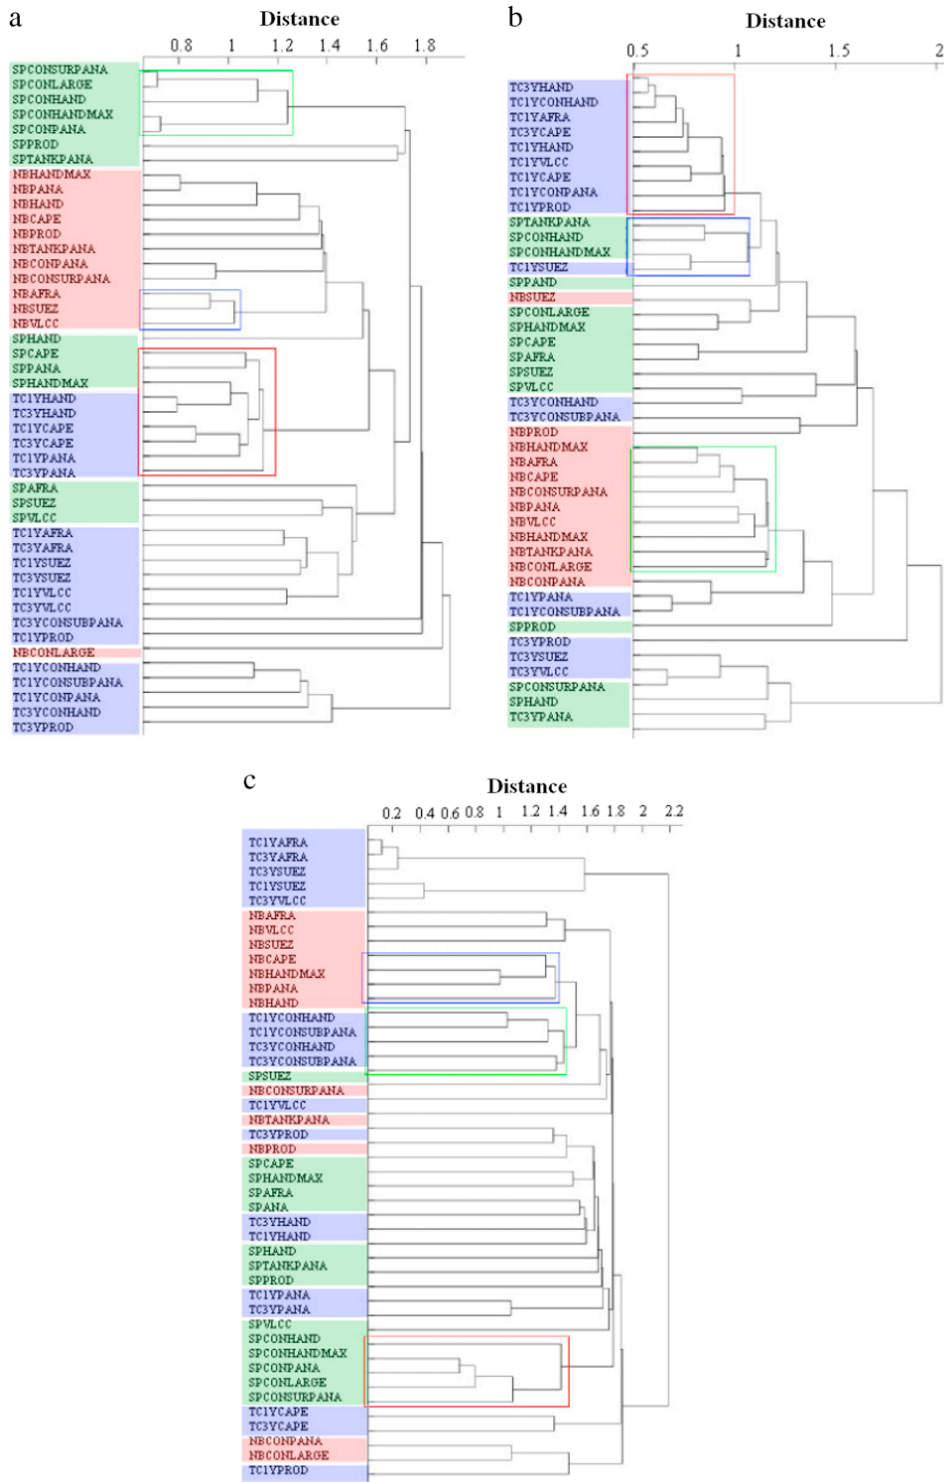 a
Distance
0.8 1 1.2 1.4 1.6 1.8
SPCONSURPANA
SPCONLARGE
SPCONHAND
SPCONHANDMAX
SPCONPANA
SPPROD
SPTANKPANA
NBHANDMAX
NBPANA
NBHAND
NBCAPE
NBPROD
NBTANKPANA
NBCONPANA
NBCONSURPANA
NBAFRA
NBSUEZ
NBVLCC
SPHAND
SPCAPE
SPPANA
SPHANDMAX
TC1YHAND
TC3YHAND
TC1YCAPE
TC3YCAPE
TC1YPANA
TC3YPANA
SPAFRA
SPSUEZ
SPVLCC
TC1YAFRA
TC3YAFRA
TC1YSUEZ
TC3YSUEZ
TC1YVLCC
TC3YVLCC
TC3YCONSUBPANA
TC1YPROD
NBCONLARGE
TC1YCONHAND
TC1YCONSUBPANA
TC1YCONPANA
TC3YCONHAND
TC3YPROD
b
Distance
0.5 1 1.5 2
TC3YHAND
TC1YCONHAND
TC1YAFRA
TC3YCAPE
TC1YHAND
TC1YVLCC
TC1YCAPE
TC1YCONPANA
TC1YPROD
SPTANKPANA
SPCONHAND
SPCONHANDMAX
TC1YSUEZ
SPPAND
NBSUEZ
SPCONLARGE
SPHANDMAX
SPCAPE
SPAFRA
SPSUEZ
SPVLCC
TC3YCONHAND
TC3YCONSUBPANA
NBPROD
NBHANDMAX
NBAFRA
NBCAPE
NBCONSURPANA
NBPANA
NBVLCC
NBHANDMAX
NBTANKPANA
NBCONLARGE
NBCONPANA
TC1YPANA
TC1YCONSUBPANA
SPPROD
TC3YPROD
TC3YSUEZ
TC3YVLCC
SPCONSURPANA
SPHAND
TC3YPANA
c
Distance
0.2 0.4 0.6 0.8 1 1.2 1.4 1.6 1.8 2 2.2
TC1YAFRA
TC3YAFRA
TC3YSUEZ
TC1YSUEZ
TC3YVLCC
NBAFRA
NBVLCC
NBSUEZ
NBCAPE
NBHANDMAX
NBPANA
NBHAND
TC1YCONHAND
TC1YCONSUBPANA
TC3YCONHAND
TC3YCONSUBPANA
SPSUEZ
NBCONSURPANA
TC1YVLCC
NBTANKPANA
TC3YPROD
NBPROD
SPCAPE
SPHANDMAX
SPAFRA
SPANA
TC3YHAND
TC1YHAND
SPHAND
SPTANKPANA
SPPROD
TC1YPANA
TC3YPANA
SPVLCC
SPCONHAND
SPCONHANDMAX
SPCONPANA
SPCONLARGE
SPCONSURPANA
TC1YCAPE
TC3YCAPE
NBCONPANA
NBCONLARGE
TC1YPROD